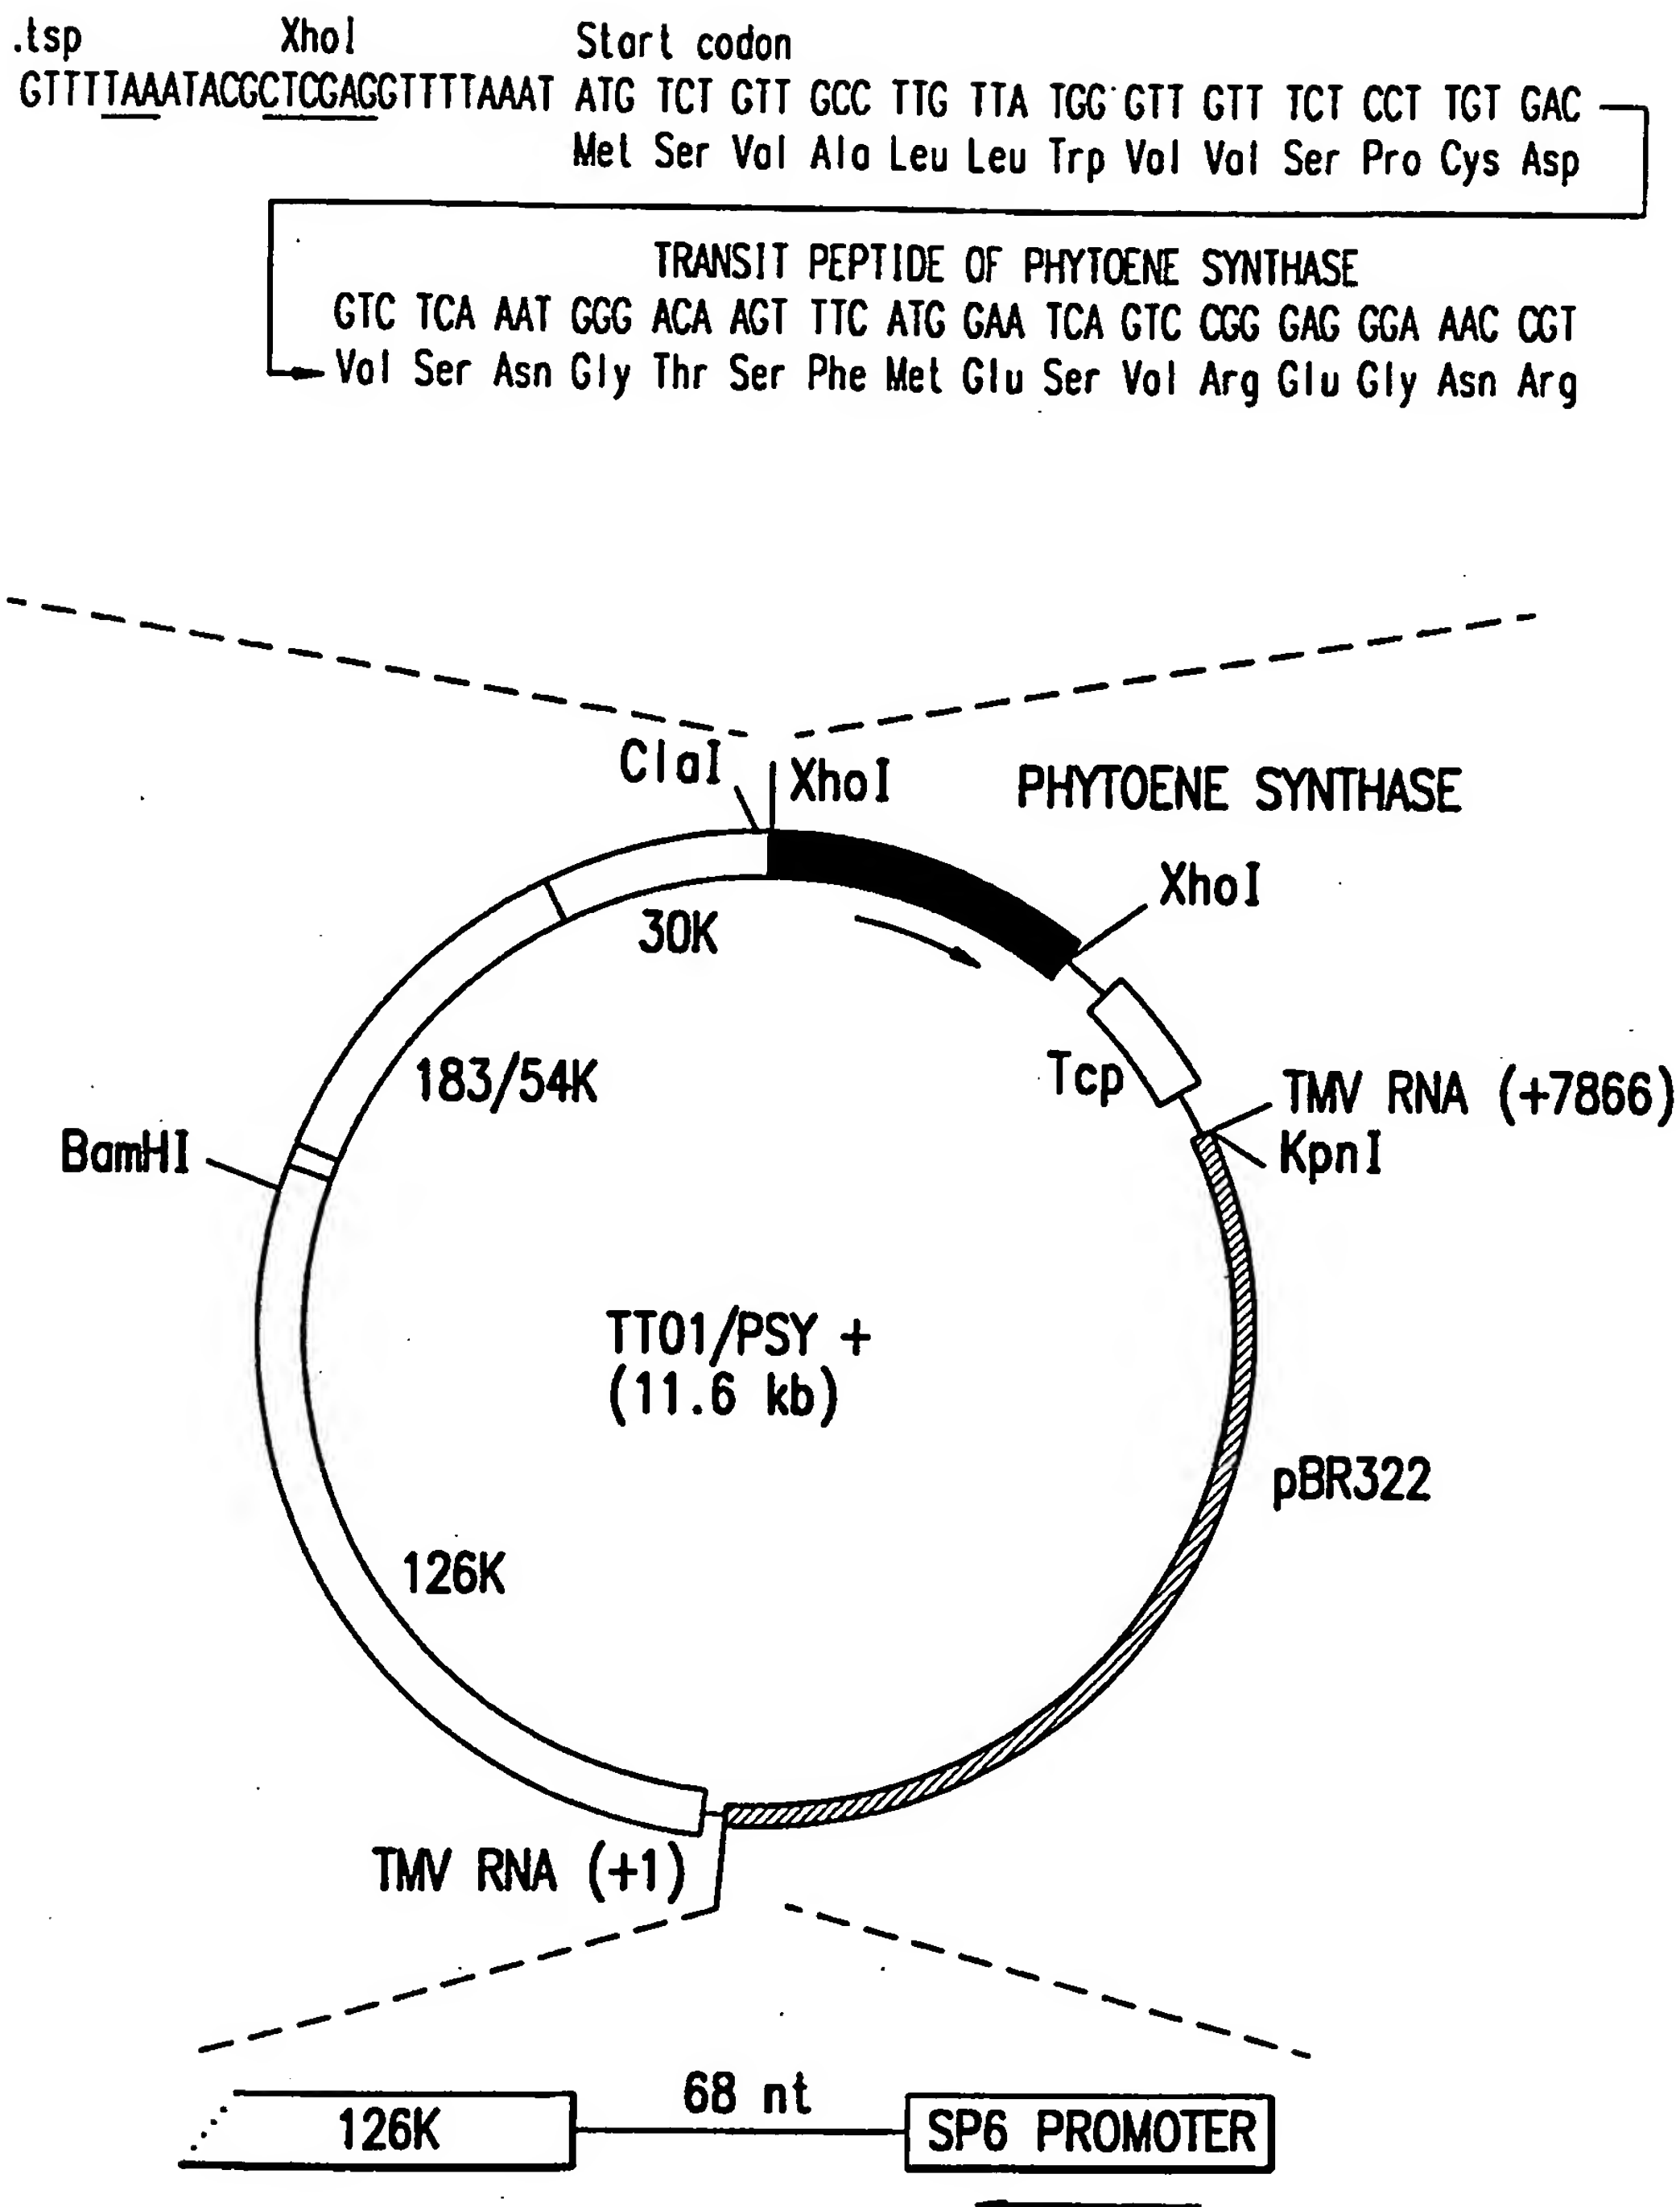 .tsp XhoI Start codon
GTTTTAAATACGCTCGAGGTTTTAAAT ATG TCT GTT GCC TTG TTA TGG GTT GTT TCT CCT TGT GAC
Met Ser Val Ala Leu Leu Trp Val Val Ser Pro Cys Asp
TRANSIT PEPTIDE OF PHYTOENE SYNTHASE
GTC TCA AAT GGG ACA AGT TTC ATG GAA TCA GTC CGG GAG GGA AAC CGT
Val Ser Asn Gly Thr Ser Phe Met Glu Ser Val Arg Glu Gly Asn Arg
ClaI XhoI PHYTOENE SYNTHASE
XhoI
30K
183/54K
Tcp
TMV RNA (+7866)
KpnI
BamHI
TTO1/PSY +
(11.6 kb)
pBR322
126K
TMV RNA (+1)
68 nt
126K SP6 PROMOTER